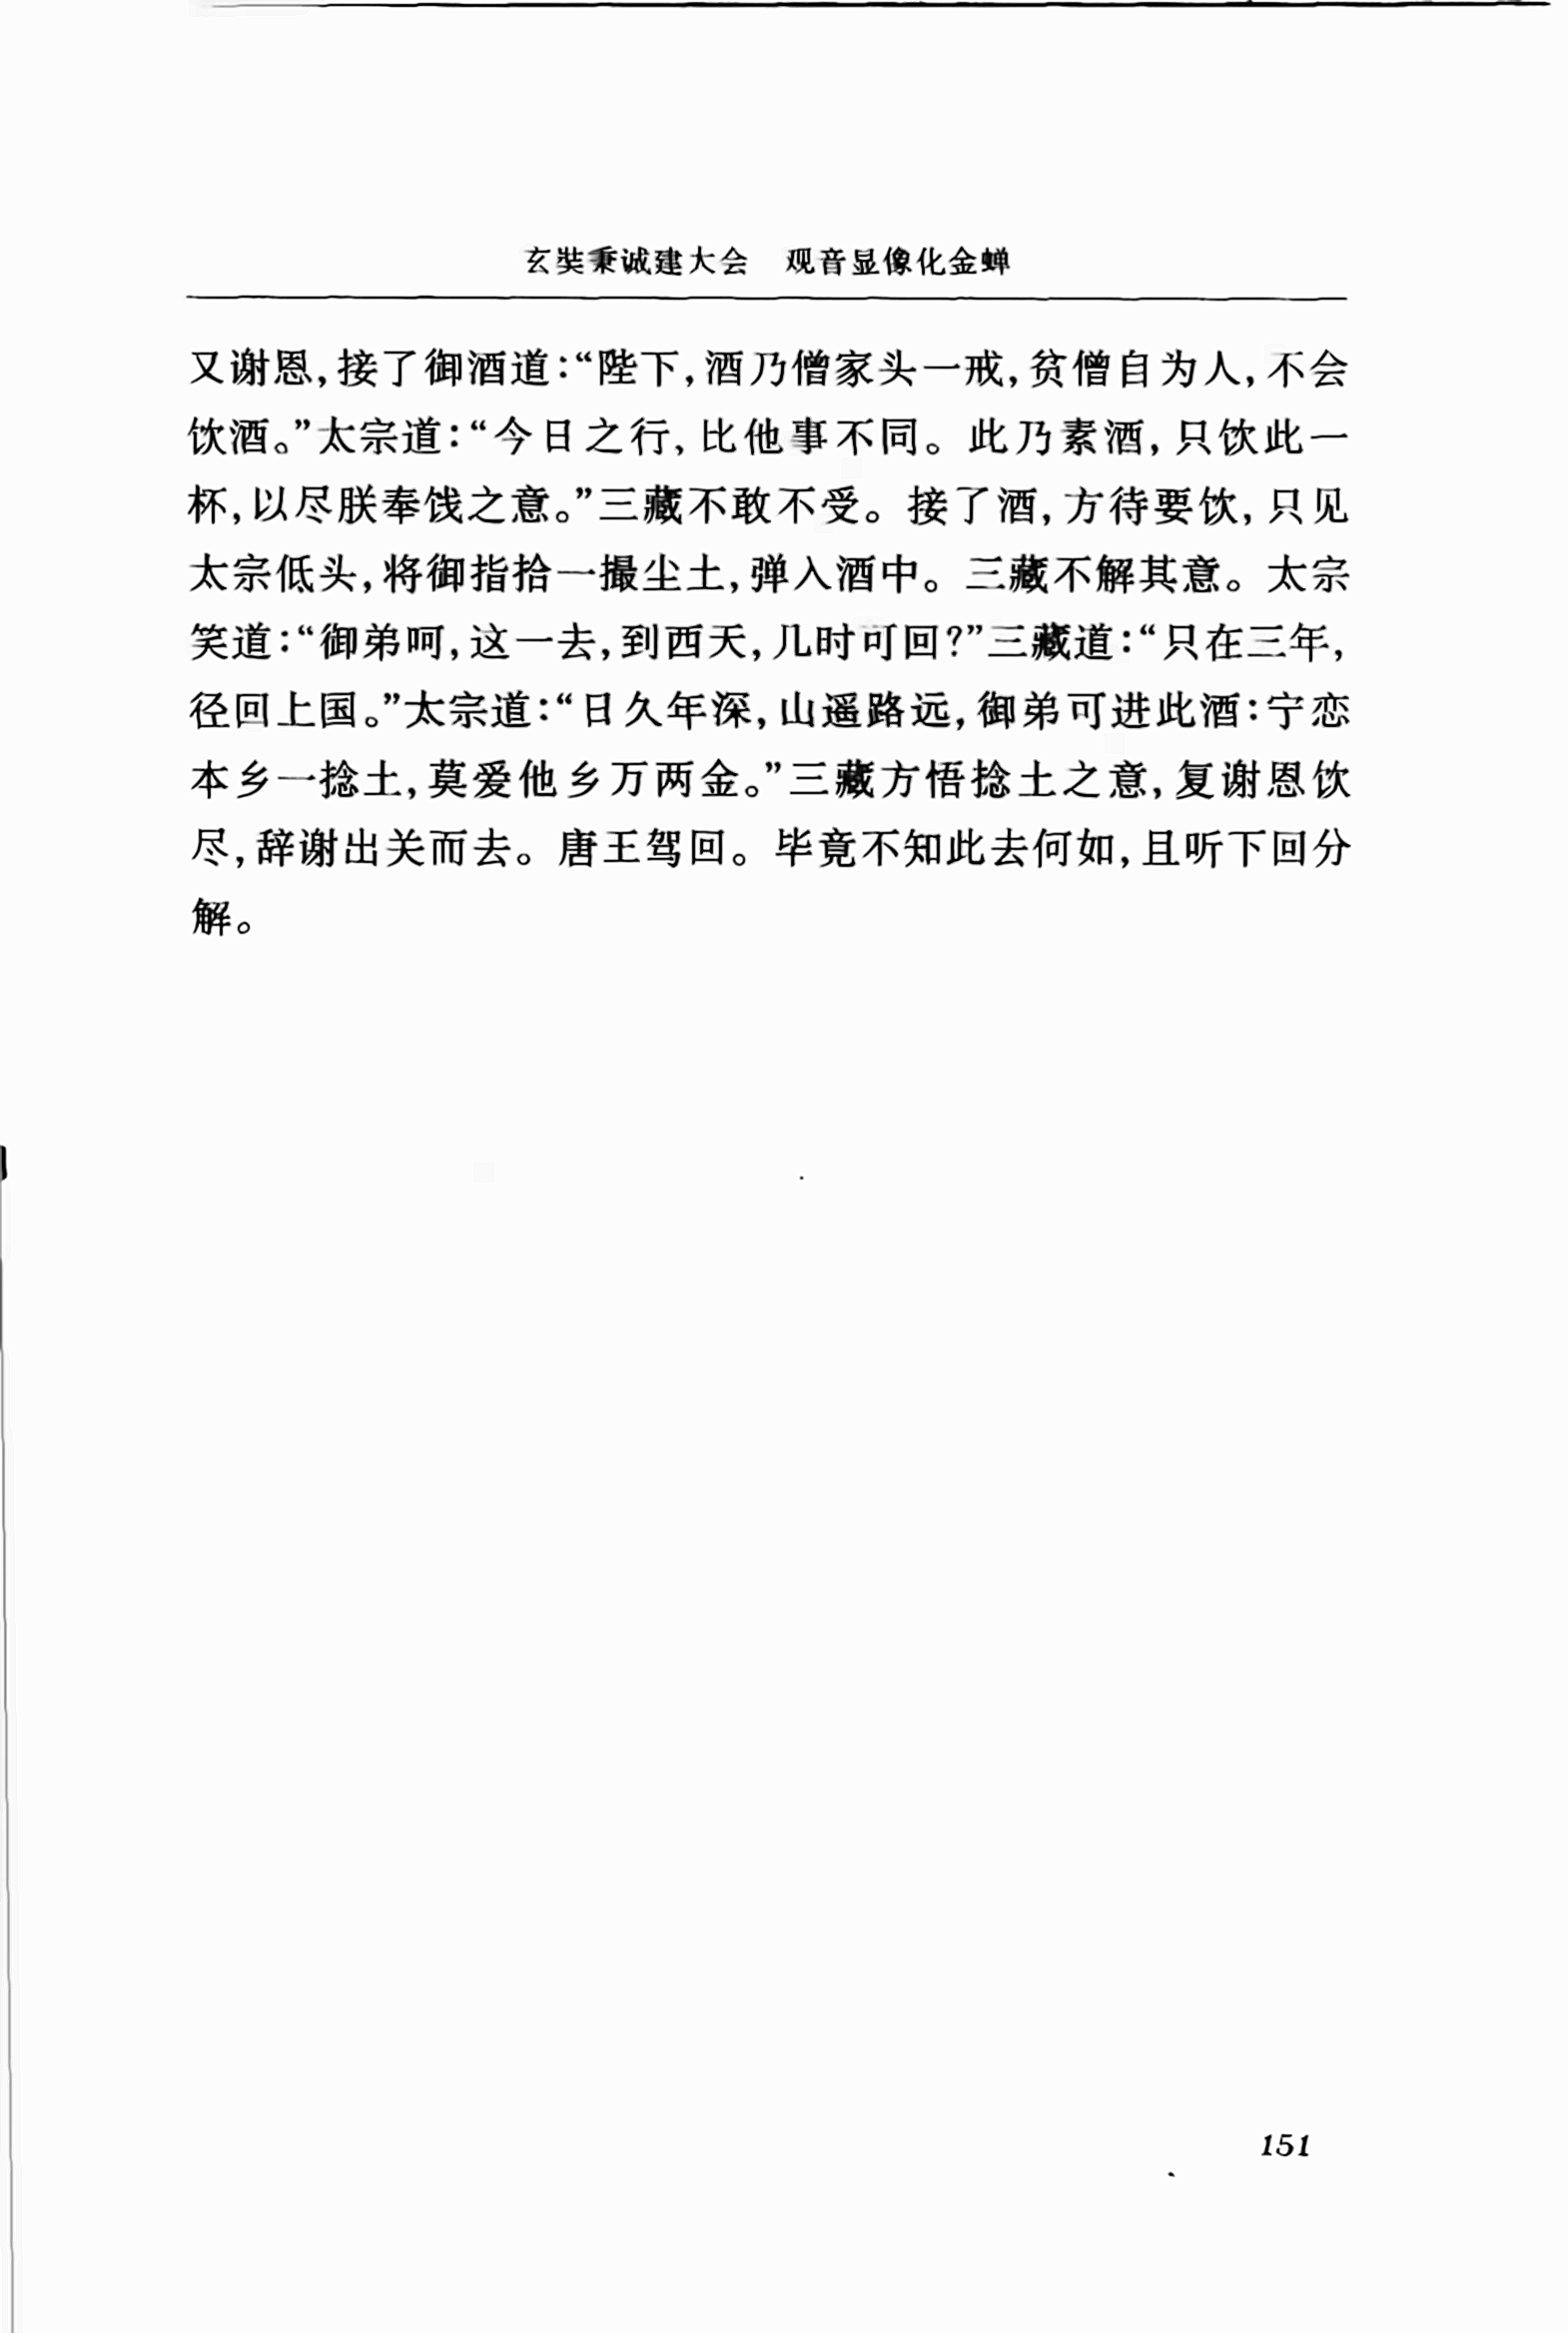 玄奘秉诚建大会　观音显像化金蝉
又谢恩,接了御酒道:“陛下,酒乃僧家头一戒,贫僧自为人,不会
饮酒。”太宗道:“今日之行,比他事不同。此乃素酒,只饮此一
杯,以尽朕奉饯之意。”三藏不敢不受。接了酒,方待要饮,只见
太宗低头,将御指拾一撮尘土,弹入酒中。三藏不解其意。太宗
笑道:“御弟呵,这一去,到西天,几时可回?”三藏道:“只在三年,
径回上国。”太宗道:“日久年深,山遥路远,御弟可进此酒:宁恋
本乡一捻土,莫爱他乡万两金。”三藏方悟捻土之意,复谢恩饮
尽,辞谢出关而去。唐王驾回。毕竟不知此去何如,且听下回分
解。
151